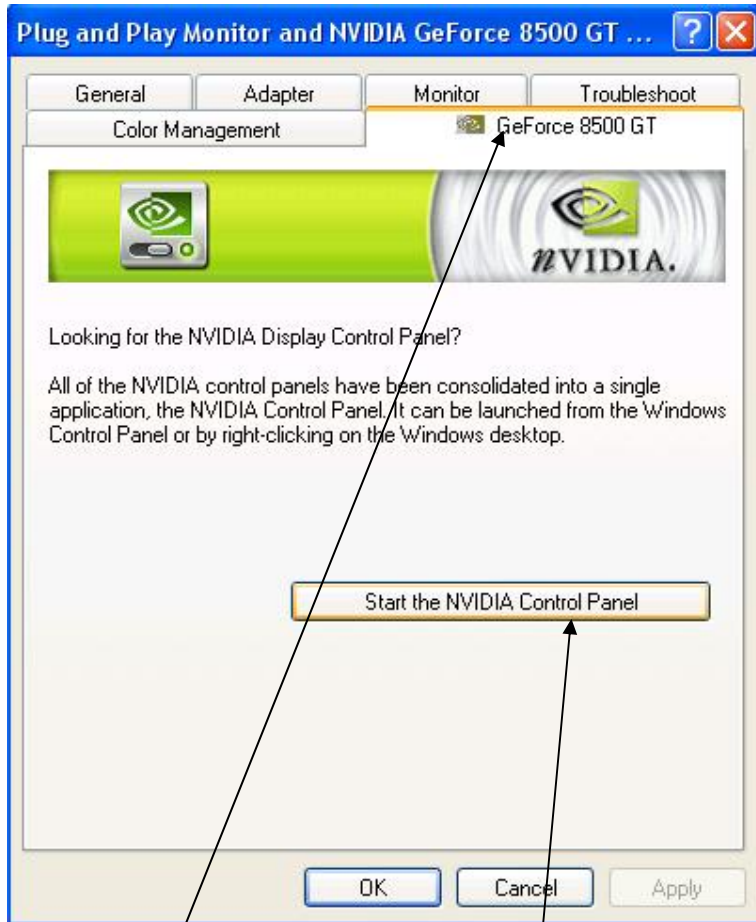 Plug and Play Monitor and NVIDIA GeForce 8500 GT ...
General Adapter Monitor Troubleshoot
Color Management GeForce 8500 GT
nVIDIA.
Looking for the NVIDIA Display Control Panel?
All of the NVIDIA control panels have been consolidated into a single
application, the NVIDIA Control Panel. It can be launched from the Windows
Control Panel or by right-clicking on the Windows desktop.
Start the NVIDIA Control Panel
OK Cancel Apply